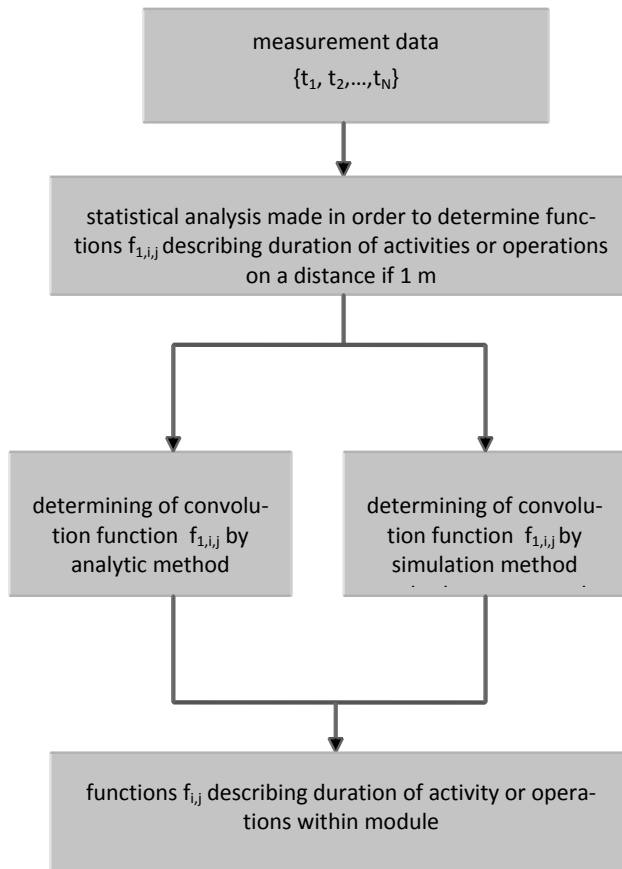 measurement data
{t₁, t₂,...,t_N}
statistical analysis made in order to determine func-
tions f₁,ᵢ,ⱼ describing duration of activities or operations
on a distance if 1 m
determining of convolu-
tion function f₁,ᵢ,ⱼ by
analytic method
determining of convolu-
tion function f₁,ᵢ,ⱼ by
simulation method
functions fᵢ,ⱼ describing duration of activity or opera-
tions within module